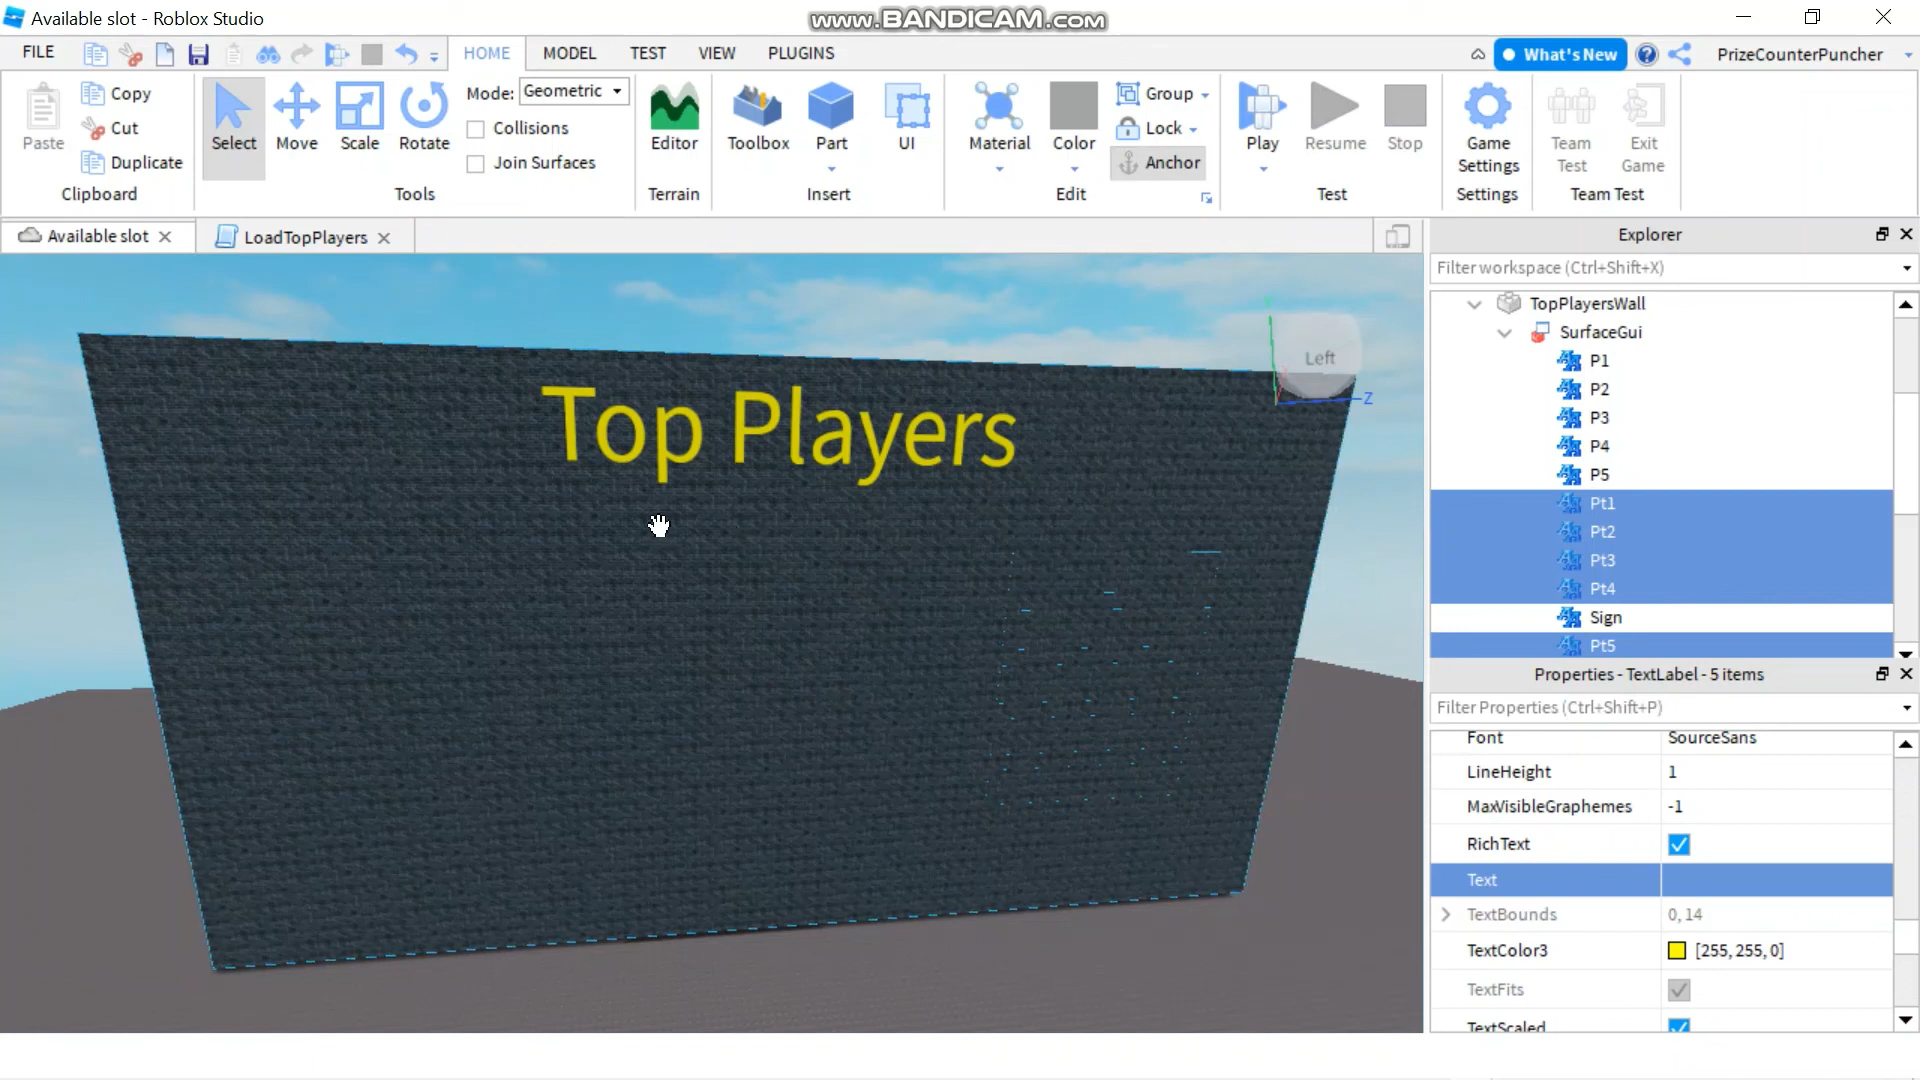 Available slot - Roblox Studio
www.BANDICAM.com
FILE
HOME
MODEL
TEST
VIEW
PLUGINS
What's New
PrizeCounterPuncher
Paste
Copy
Cut
Duplicate
Clipboard
Select
Move
Scale
Rotate
Mode: Geometric
Collisions
Join Surfaces
Tools
Editor
Terrain
Toolbox
Part
UI
Insert
Material
Color
Group
Lock
Anchor
Edit
Play
Resume
Stop
Test
Game Settings
Settings
Team Test
Exit Game
Team Test
Available slot
LoadTopPlayers
Top Players
Left
Z
Explorer
Filter workspace (Ctrl+Shift+X)
TopPlayersWall
SurfaceGui
P1
P2
P3
P4
P5
Pt1
Pt2
Pt3
Pt4
Sign
Pt5
Properties - TextLabel - 5 items
Filter Properties (Ctrl+Shift+P)
Font SourceSans
LineHeight 1
MaxVisibleGraphemes -1
RichText
Text
TextBounds 0, 14
TextColor3 [255, 255, 0]
TextFits
TextScaled